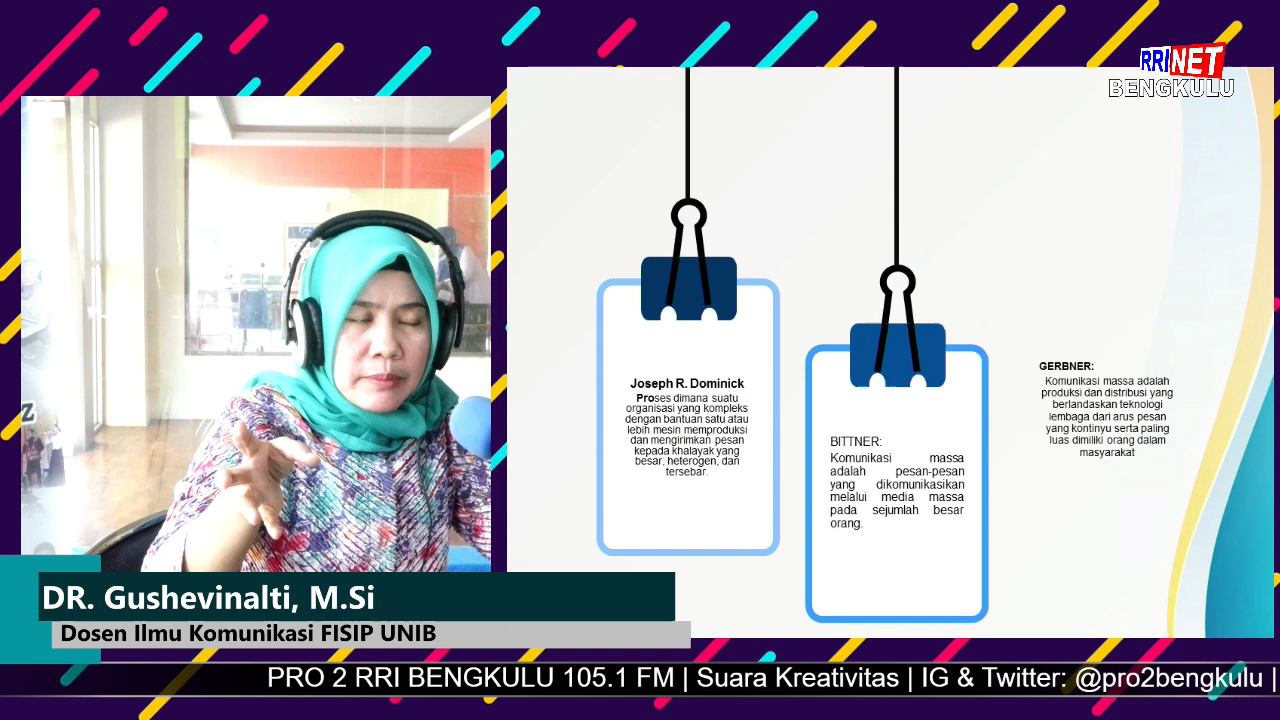 RRI NET
BENGKULU
Joseph R. Dominick
Proses dimana suatu
organisasi yang kompleks
dengan bantuan satu atau
lebih mesin memproduksi
dan mengirimkan pesan
kepada khalayak yang
besar, heterogen, dan
tersebar.
BITTNER:
Komunikasi massa
adalah pesan-pesan
yang dikomunikasikan
melalui media massa
pada sejumlah besar
orang.
GERBNER:
Komunikasi massa adalah
produksi dan distribusi yang
berlandaskan teknologi
lembaga dari arus pesan
yang kontinyu serta paling
luas dimiliki orang dalam
masyarakat
DR. Gushevinalti, M.Si
Dosen Ilmu Komunikasi FISIP UNIB
PRO 2 RRI BENGKULU 105.1 FM | Suara Kreativitas | IG & Twitter: @pro2bengkulu |